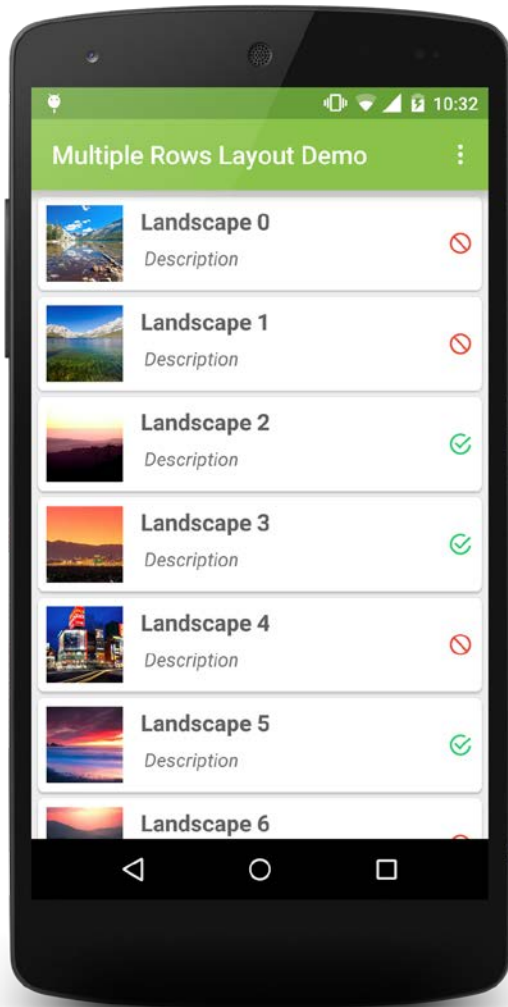 10:32
Multiple Rows Layout Demo
Landscape 0
Description
Landscape 1
Description
Landscape 2
Description
Landscape 3
Description
Landscape 4
Description
Landscape 5
Description
Landscape 6